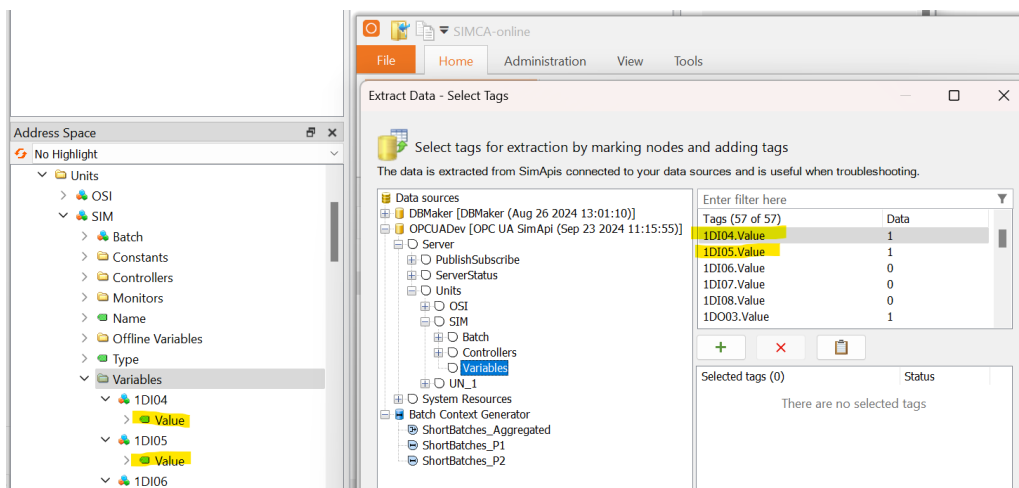 Address Space
No Highlight
Units
OSI
SIM
Batch
Constants
Controllers
Monitors
Name
Offline Variables
Type
Variables
1DI04
Value
1DI05
Value
1DI06
SIMCA-online
File Home Administration View Tools
Extract Data - Select Tags
Select tags for extraction by marking nodes and adding tags
The data is extracted from SimApis connected to your data sources and is useful when troubleshooting.
Data sources
DBMaker [DBMaker (Aug 26 2024 13:01:10)]
OPCUADev [OPC UA SimApi (Sep 23 2024 11:15:55)]
Server
PublishSubscribe
ServerStatus
Units
OSI
SIM
Batch
Controllers
Variables
UN_1
System Resources
Batch Context Generator
ShortBatches_Aggregated
ShortBatches_P1
ShortBatches_P2
Enter filter here
Tags (57 of 57) Data
1DI04.Value 1
1DI05.Value 1
1DI06.Value 0
1DI07.Value 0
1DI08.Value 0
1DO03.Value 1
Selected tags (0) Status
There are no selected tags